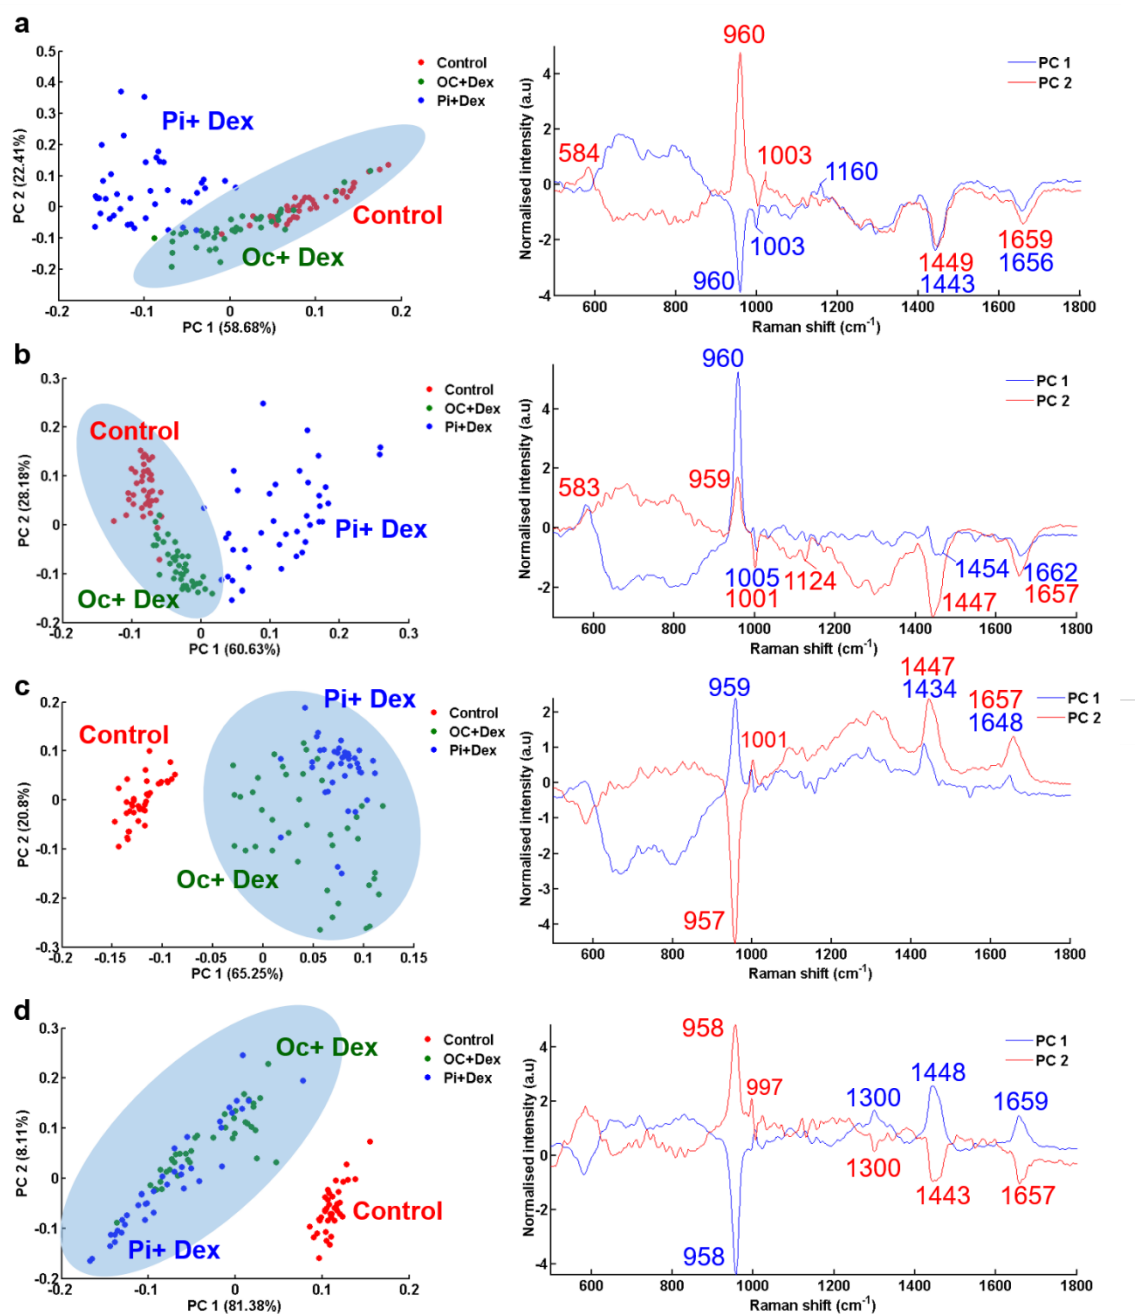 a
0.5
0.4
0.3
0.2
0.1
0
-0.1
-0.2
-0.2
-0.1
0
0.1
0.2
PC 2 (22.41%)
PC 1 (58.68%)
Control
OC+Dex
Pi+Dex
Pi+ Dex
Control
Oc+ Dex
4
2
0
-2
-4
600
800
1000
1200
1400
1600
1800
Normalised intensity (a.u)
Raman shift (cm-1)
PC 1
PC 2
960
584
1003
1160
1003
960
1449
1443
1659
1656
b
0.3
0.2
0.1
0
-0.1
-0.2
-0.2
-0.1
0
0.1
0.2
0.3
PC 2 (28.18%)
PC 1 (60.63%)
Control
OC+Dex
Pi+Dex
Control
Pi+ Dex
Oc+ Dex
4
2
0
-2
600
800
1000
1200
1400
1600
1800
Normalised intensity (a.u)
Raman shift (cm-1)
PC 1
PC 2
960
583
959
1005
1001
1124
1454
1447
1662
1657
c
0.2
0.1
0
-0.1
-0.2
-0.3
-0.2
-0.15
-0.1
-0.05
0
0.05
0.1
0.15
PC 2 (20.8%)
PC 1 (65.25%)
Control
OC+Dex
Pi+Dex
Control
Pi+ Dex
Oc+ Dex
2
1
0
-1
-2
-3
-4
600
800
1000
1200
1400
1600
1800
Normalised intensity (a.u)
Raman shift (cm-1)
PC 1
PC 2
959
1001
1447
1434
1657
1648
957
d
0.3
0.2
0.1
0
-0.1
-0.2
-0.2
-0.1
0
0.1
0.2
PC 2 (8.11%)
PC 1 (81.38%)
Control
OC+Dex
Pi+Dex
Oc+ Dex
Control
Pi+ Dex
4
2
0
-2
-4
600
800
1000
1200
1400
1600
1800
Normalised intensity (a.u)
Raman shift (cm-1)
PC 1
PC 2
958
997
1300
1448
1659
1300
1443
1657
958